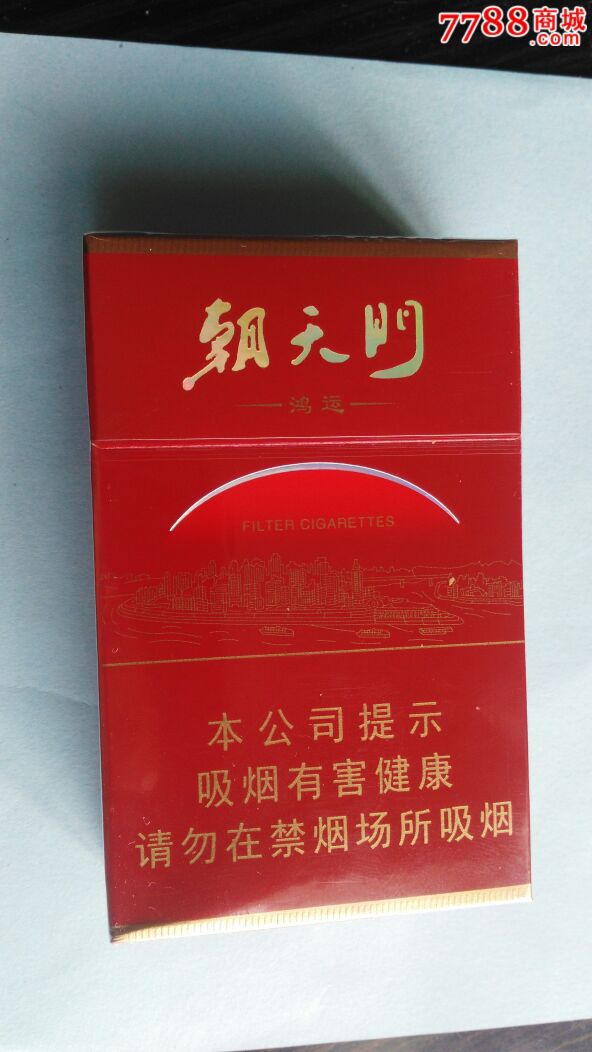 7788商城
.com
朝天門
鸿运
FILTER CIGARETTES
本公司提示
吸烟有害健康
请勿在禁烟场所吸烟